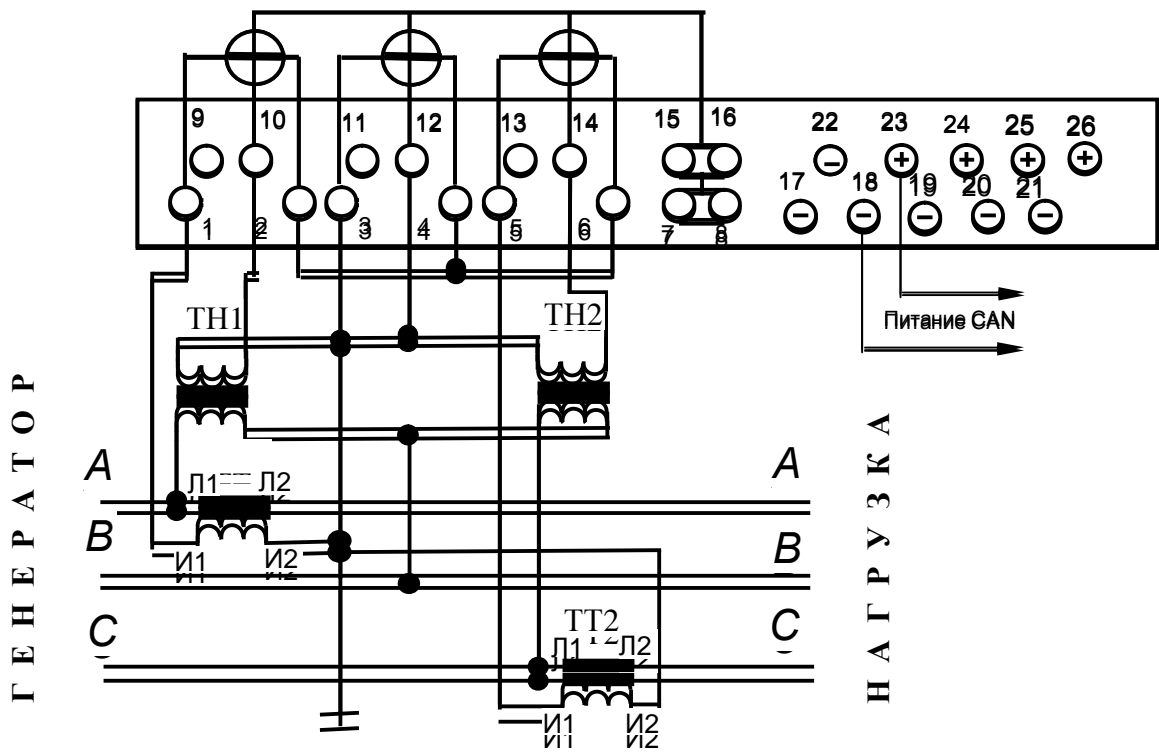 9 10 11 12 13 14 15 16 22 23 24 25 26
17 18 19 20 21
1 2 3 4 5 6 7 8
ТН1 ТН2
Питание CAN
ГЕНЕРАТОР
НАГРУЗКА
A Л1 Л2 A
B И1 И2 B
C ТТ2 C
Л1 Л2
И1 И2